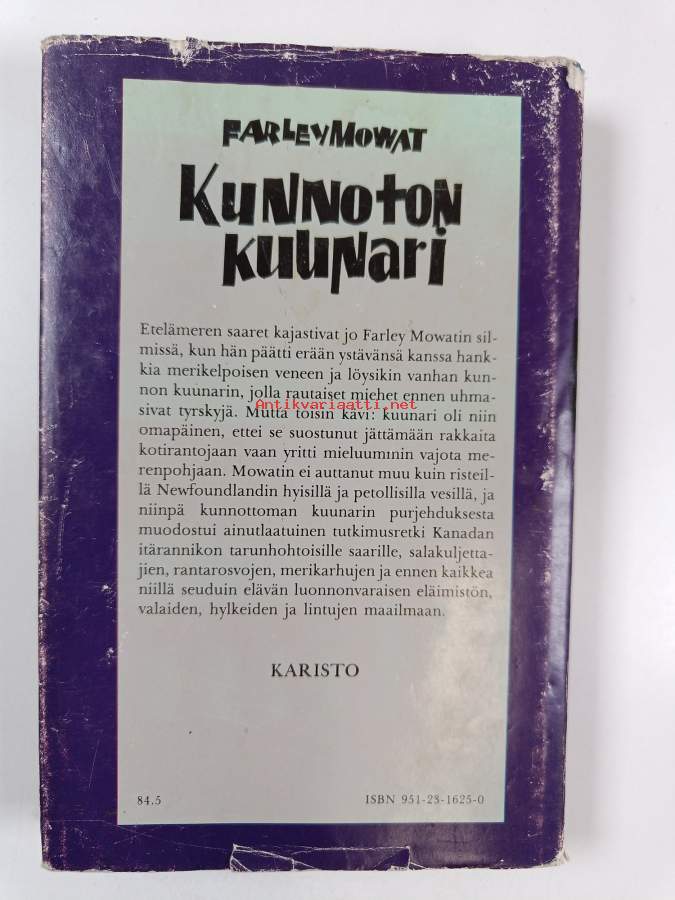 FARLEY MOWAT
KUNNOTON
KUUNARI
Etelämeren saaret kajastivat jo Farley Mowatin sil-
missä, kun hän päätti erään ystävänsä kanssa hank-
kia merikelpoisen veneen ja löysikin vanhan kun-
non kuunarin, jolla rautaiset miehet ennen uhma-
Antikvariaatti.net
sivat tyrskyjä. Mutta toisin kävi: kuunari oli niin
omapäinen, ettei se suostunut jättämään rakkaita
kotirantojaan vaan yritti mieluummin vajota me-
renpohjaan. Mowatin ei auttanut muu kuin risteil-
lä Newfoundlandin hyisillä ja petollisilla vesillä, ja
niinpä kunnottoman kuunarin purjehduksesta
muodostui ainutlaatuinen tutkimusretki Kanadan
itärannikon tarunhohtoisille saarille, salakuljetta-
jien, rantarosvojen, merikarhujen ja ennen kaikkea
niillä seuduin elävän luonnonvaraisen eläimistön,
valaiden, hylkeiden ja lintujen maailmaan.
KARISTO
84.5
ISBN 951-23-1625-0